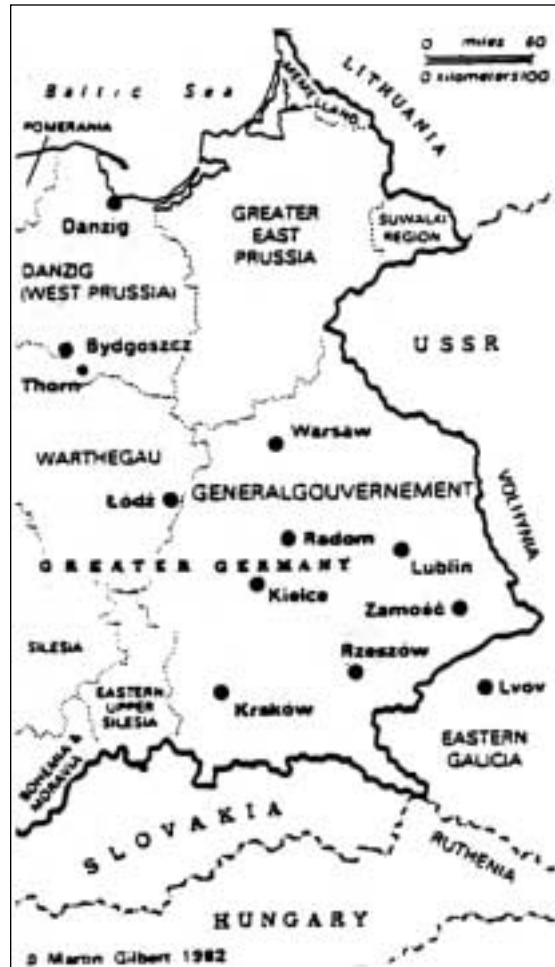 0 miles 60
0 kilometers 100
LITHUANIA
Baltic Sea
MEMELLAND
POMERANIA
Danzig
GREATER
EAST
PRUSSIA
SUWALKI
REGION
DANZIG
(WEST PRUSSIA)
USSR
Bydgoszcz
Thorn
Warsaw
WARTHEGAU
GENERALGOUVERNEMENT
VOLHYNIA
Łódź
Radom
Lublin
GREATER GERMANY
Kielce
Zamość
SILESIA
Rzeszów
EASTERN
UPPER
SILESIA
Kraków
Lvov
EASTERN
GALICIA
BOHEMIA &
MORAVIA
SLOVAKIA
RUTHENIA
HUNGARY
© Martin Gilbert 1982